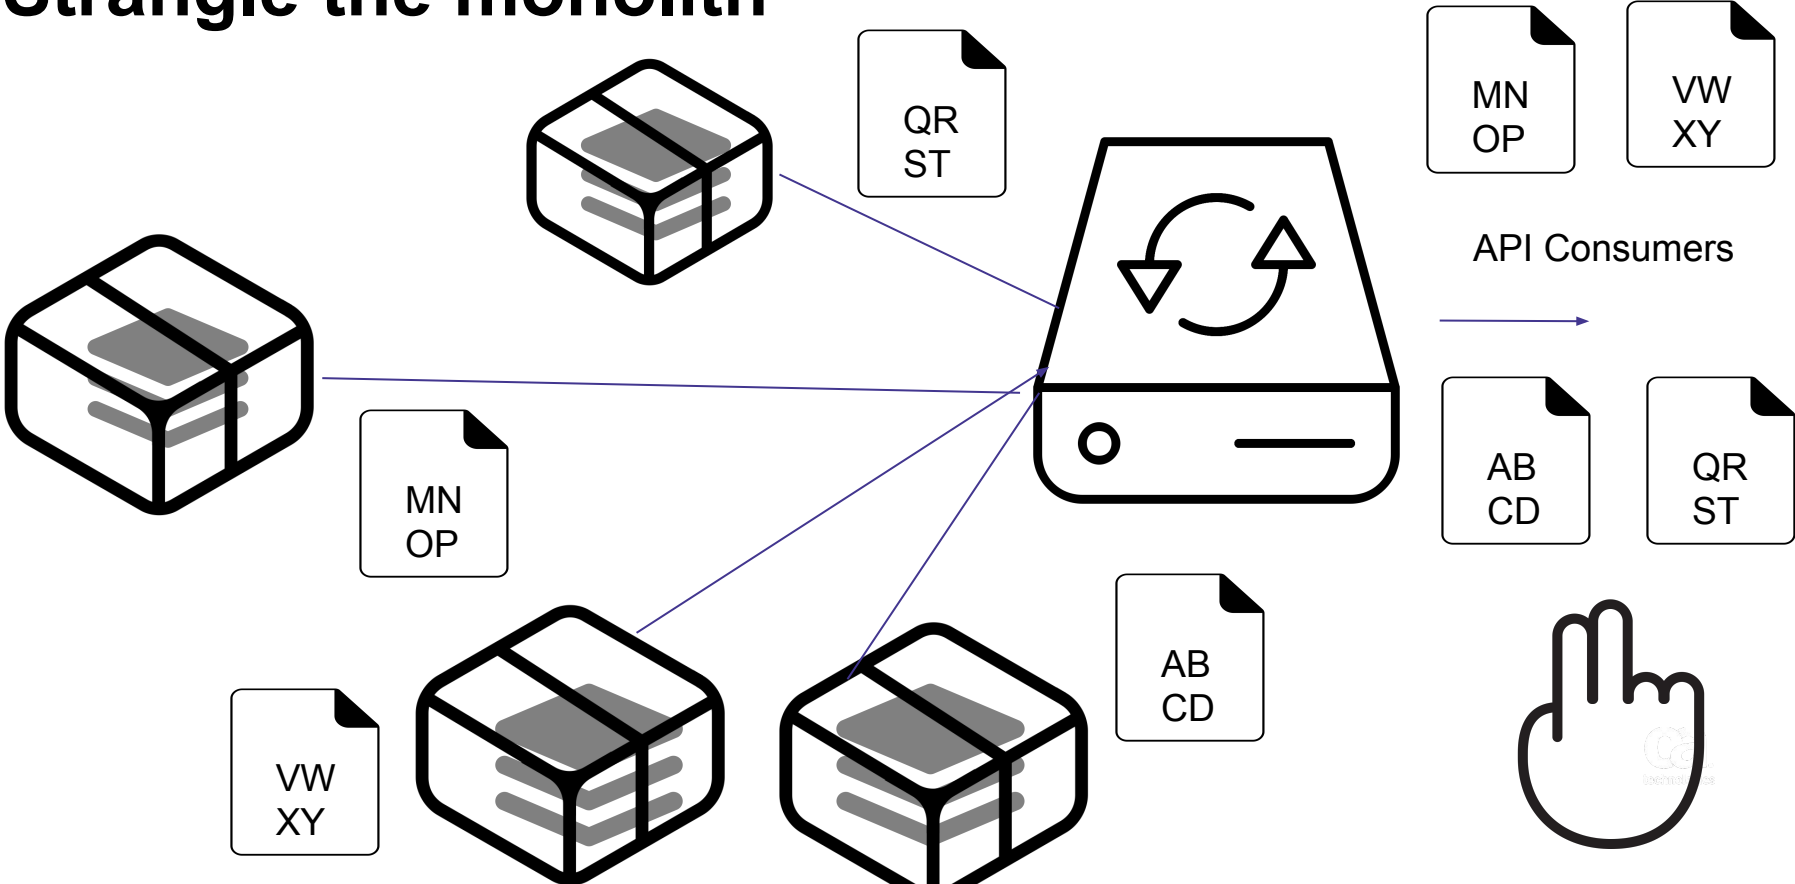 Strangle the monolith
QR
ST
MN
OP
VW
XY
API Consumers
MN
OP
AB
CD
QR
ST
AB
CD
VW
XY